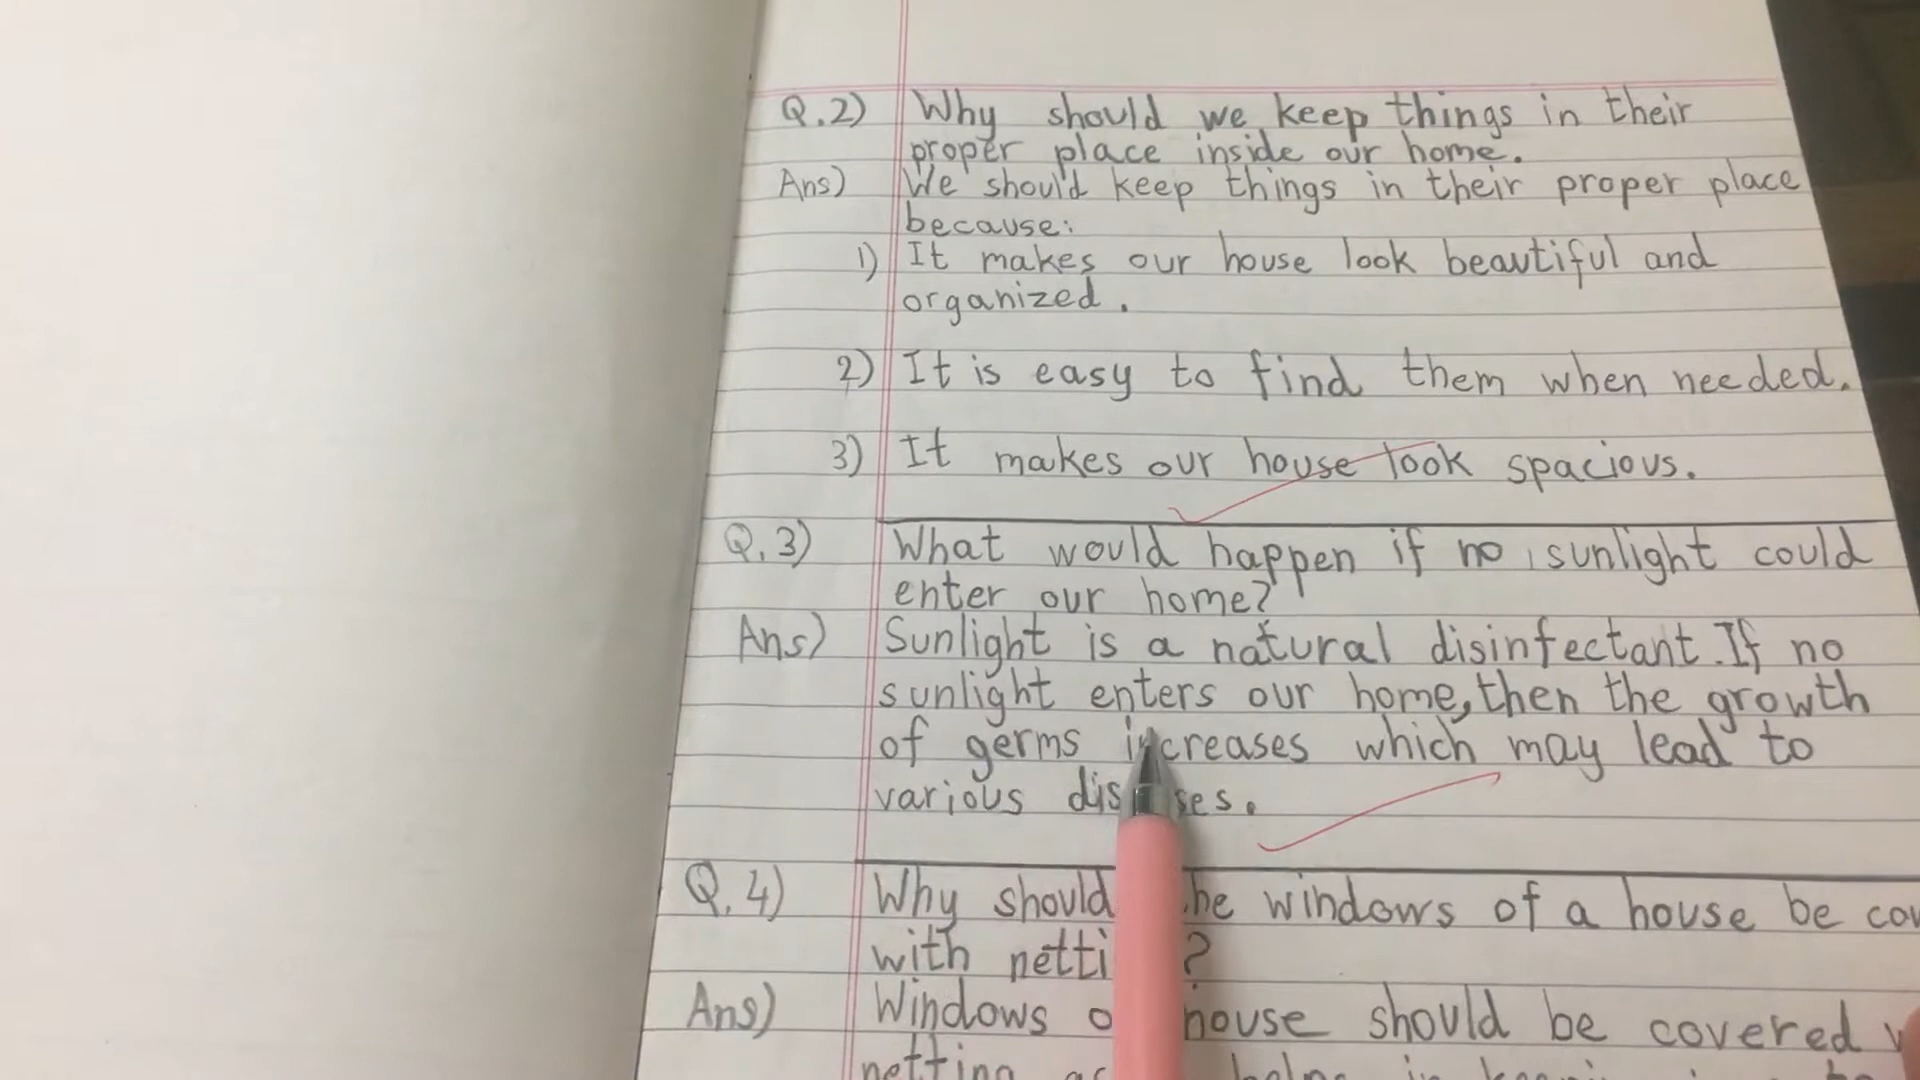 Q.2) Why should we keep things in their
proper place inside our home.
Ans) We should keep things in their proper place
because:
1) It makes our house look beautiful and
organized.
2) It is easy to find them when needed.
3) It makes our house look spacious.
Q.3) What would happen if no sunlight could
enter our home?
Ans) Sunlight is a natural disinfectant. If no
sunlight enters our home, then the growth
of germs increases which may lead to
various diseases.
Q.4) Why should the windows of a house be
with netting?
Ans) Windows house should be covered
netting